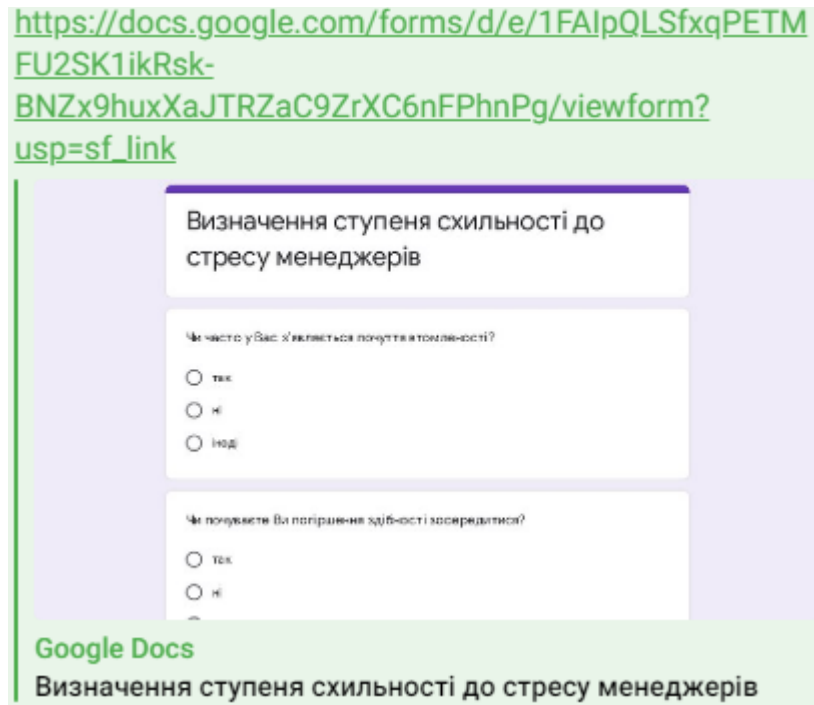 https://docs.google.com/forms/d/e/1FAIpQLSfxqPETM
FU2SK1ikRsk-
BNZx9huxXaJTRZaC9ZrXC6nFPhnPg/viewform?
usp=sf_link
Визначення ступеня схильності до
стресу менеджерів
Чи часто у Вас з'являється почуття втомленості?
так
ні
іноді
Чи почуваєте Ви погіршення здібності зосередитися?
так
ні
Google Docs
Визначення ступеня схильності до стресу менеджерів